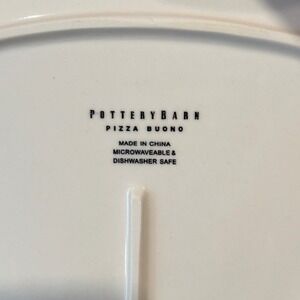 POTTERYBARN
PIZZA BUONO
MADE IN CHINA
MICROWAVEABLE &
DISHWASHER SAFE